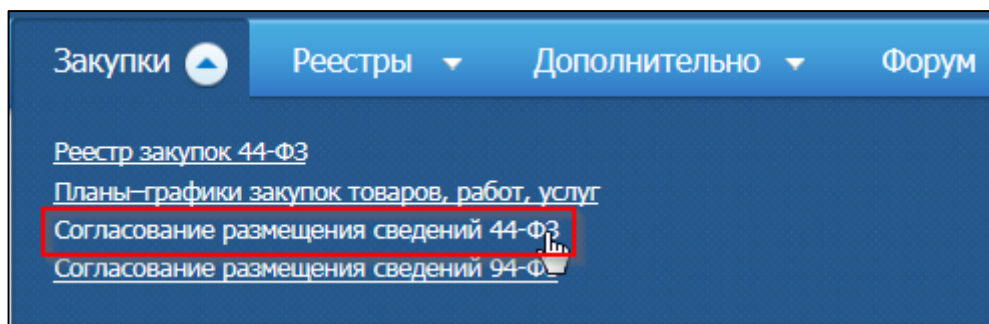 Закупки Реестры Дополнительно Форум
Реестр закупок 44-ФЗ
Планы–графики закупок товаров, работ, услуг
Согласование размещения сведений 44-ФЗ
Согласование размещения сведений 94-ФЗ